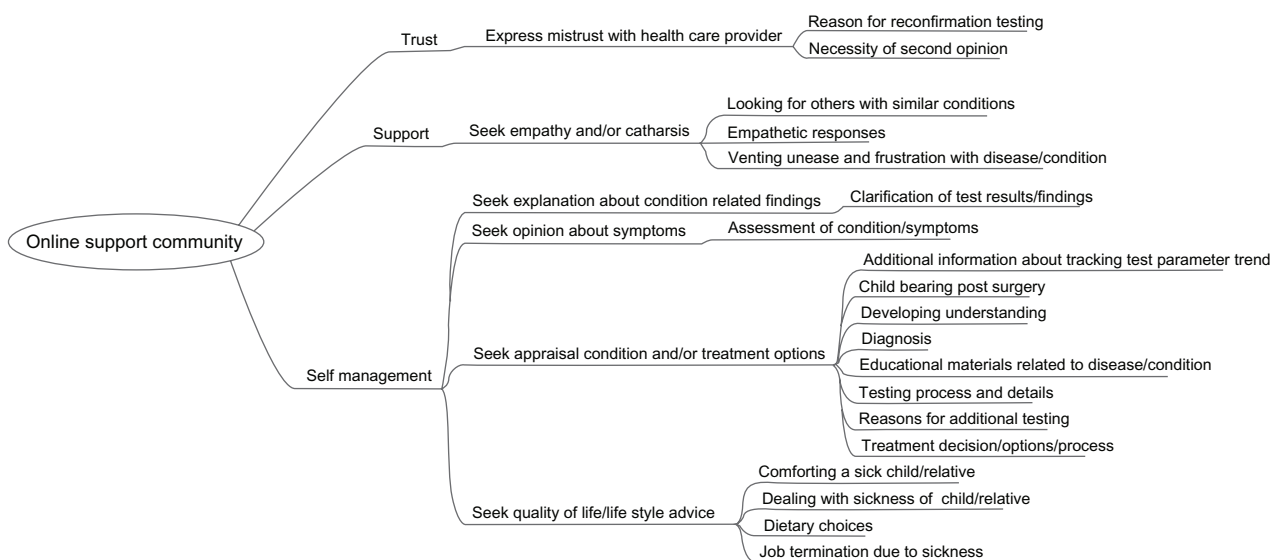 Reason for reconfirmation testing
Trust
Express mistrust with health care provider
Necessity of second opinion
Looking for others with similar conditions
Support
Seek empathy and/or catharsis
Empathetic responses
Venting unease and frustration with disease/condition
Online support community
Seek explanation about condition related findings
Clarification of test results/findings
Seek opinion about symptoms
Assessment of condition/symptoms
Additional information about tracking test parameter trend
Child bearing post surgery
Developing understanding
Diagnosis
Self management
Seek appraisal condition and/or treatment options
Educational materials related to disease/condition
Testing process and details
Reasons for additional testing
Treatment decision/options/process
Comforting a sick child/relative
Dealing with sickness of child/relative
Seek quality of life/life style advice
Dietary choices
Job termination due to sickness